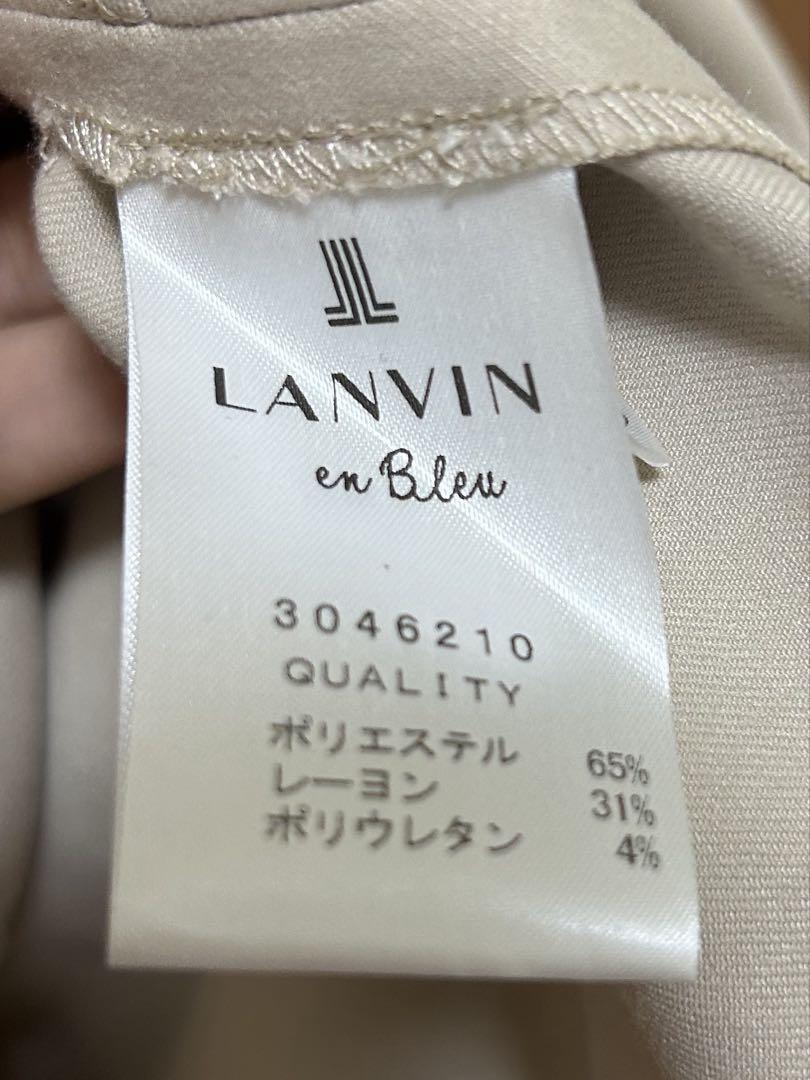 LANVIN
en Bleu
3046210
QUALITY
ポリエステル 65%
レーヨン 31%
ポリウレタン 4%